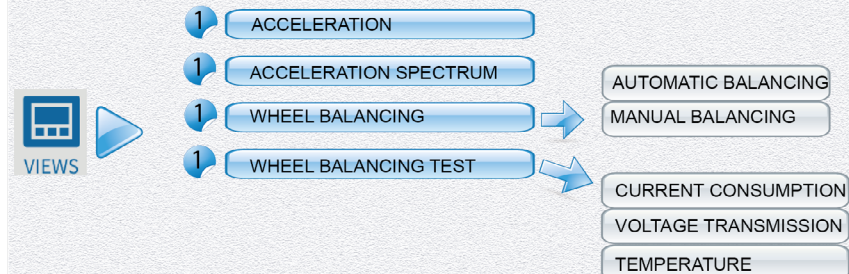 1 ACCELERATION
1 ACCELERATION SPECTRUM
1 WHEEL BALANCING
1 WHEEL BALANCING TEST
VIEWS
AUTOMATIC BALANCING
MANUAL BALANCING
CURRENT CONSUMPTION
VOLTAGE TRANSMISSION
TEMPERATURE